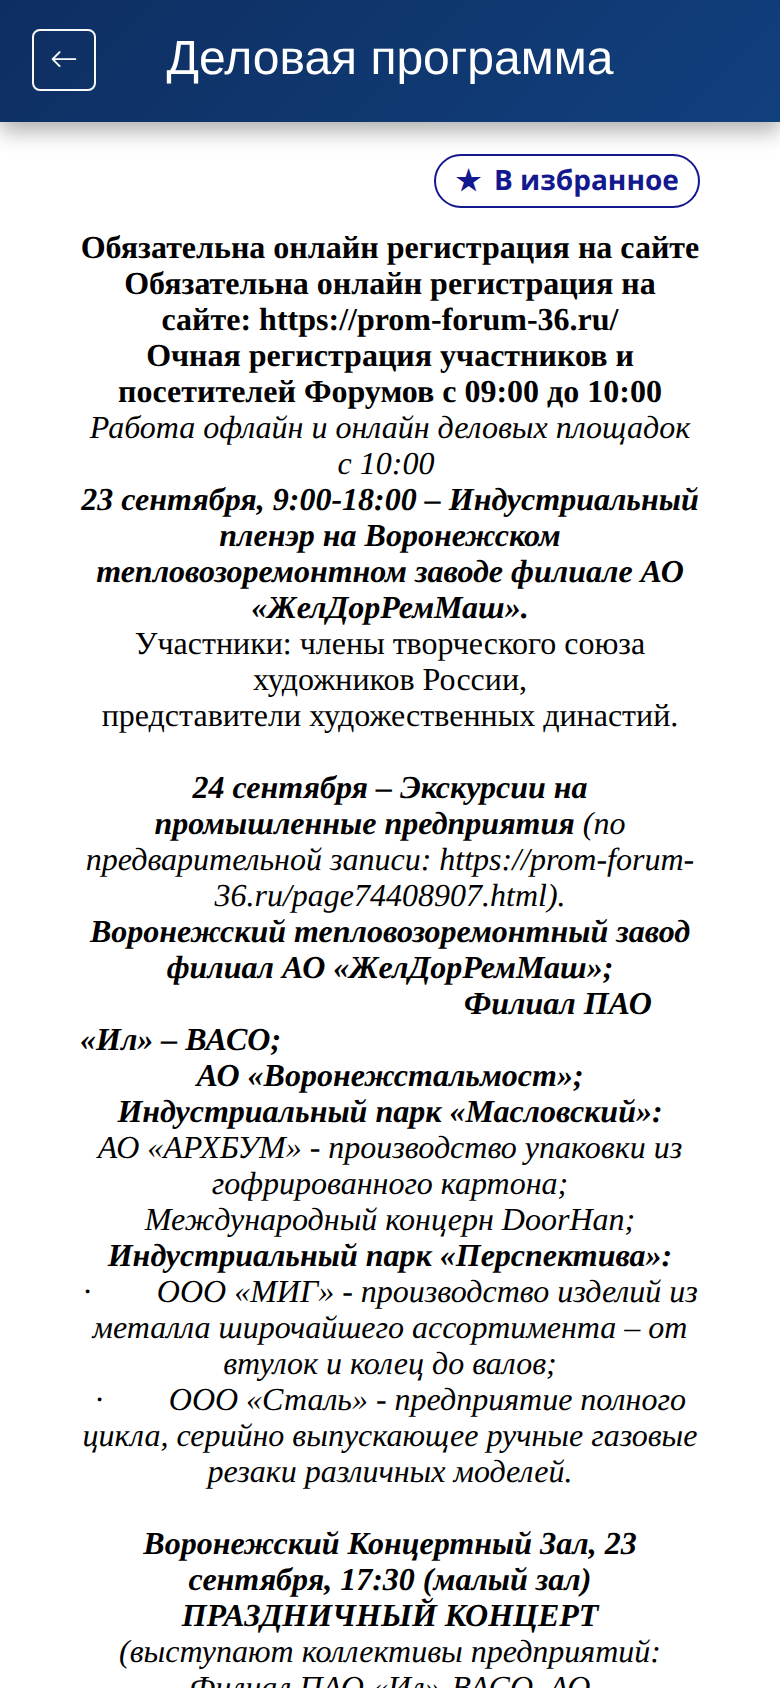 Деловая программа
★ В избранное
Обязательна онлайн регистрация на сайте
Обязательна онлайн регистрация на
сайте: https://prom-forum-36.ru/
Очная регистрация участников и
посетителей Форумов с 09:00 до 10:00
Работа офлайн и онлайн деловых площадок
с 10:00
23 сентября, 9:00-18:00 – Индустриальный
пленэр на Воронежском
тепловозоремонтном заводе филиале АО
«ЖелДорРемМаш».
Участники: члены творческого союза
художников России,
представители художественных династий.
24 сентября – Экскурсии на
промышленные предприятия (по
предварительной записи: https://prom-forum-
36.ru/page74408907.html).
Воронежский тепловозоремонтный завод
филиал АО «ЖелДорРемМаш»;
Филиал ПАО
«Ил» – ВАСО;
АО «Воронежстальмост»;
Индустриальный парк «Масловский»:
АО «АРХБУМ» - производство упаковки из
гофрированного картона;
Международный концерн DoorHan;
Индустриальный парк «Перспектива»:
· ООО «МИГ» - производство изделий из
металла широчайшего ассортимента – от
втулок и колец до валов;
· ООО «Сталь» - предприятие полного
цикла, серийно выпускающее ручные газовые
резаки различных моделей.
Воронежский Концертный Зал, 23
сентября, 17:30 (малый зал)
ПРАЗДНИЧНЫЙ КОНЦЕРТ
(выступают коллективы предприятий:
Филиал ПАО «Ил»-ВАСО, АО